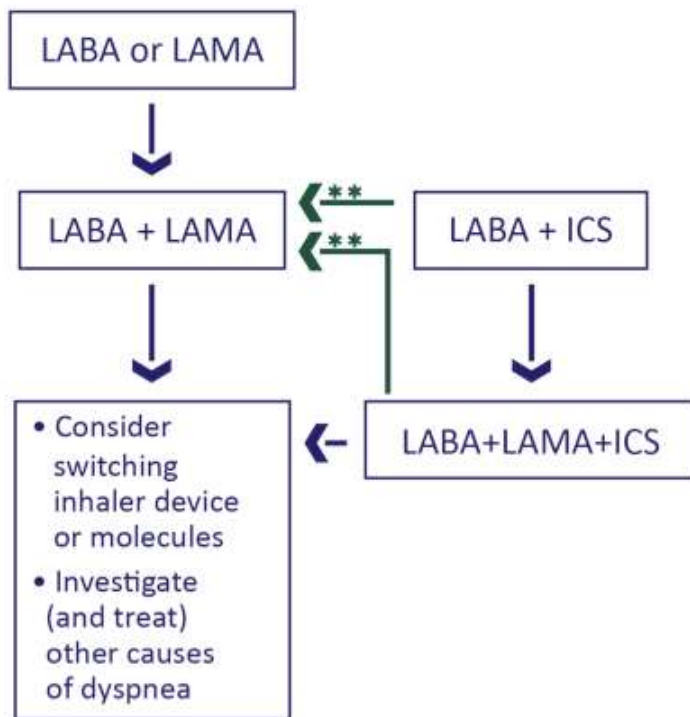 LABA or LAMA
**
LABA + LAMA
LABA + ICS
**
• Consider
switching
inhaler device
or molecules
LABA+LAMA+ICS
• Investigate
(and treat)
other causes
of dyspnea